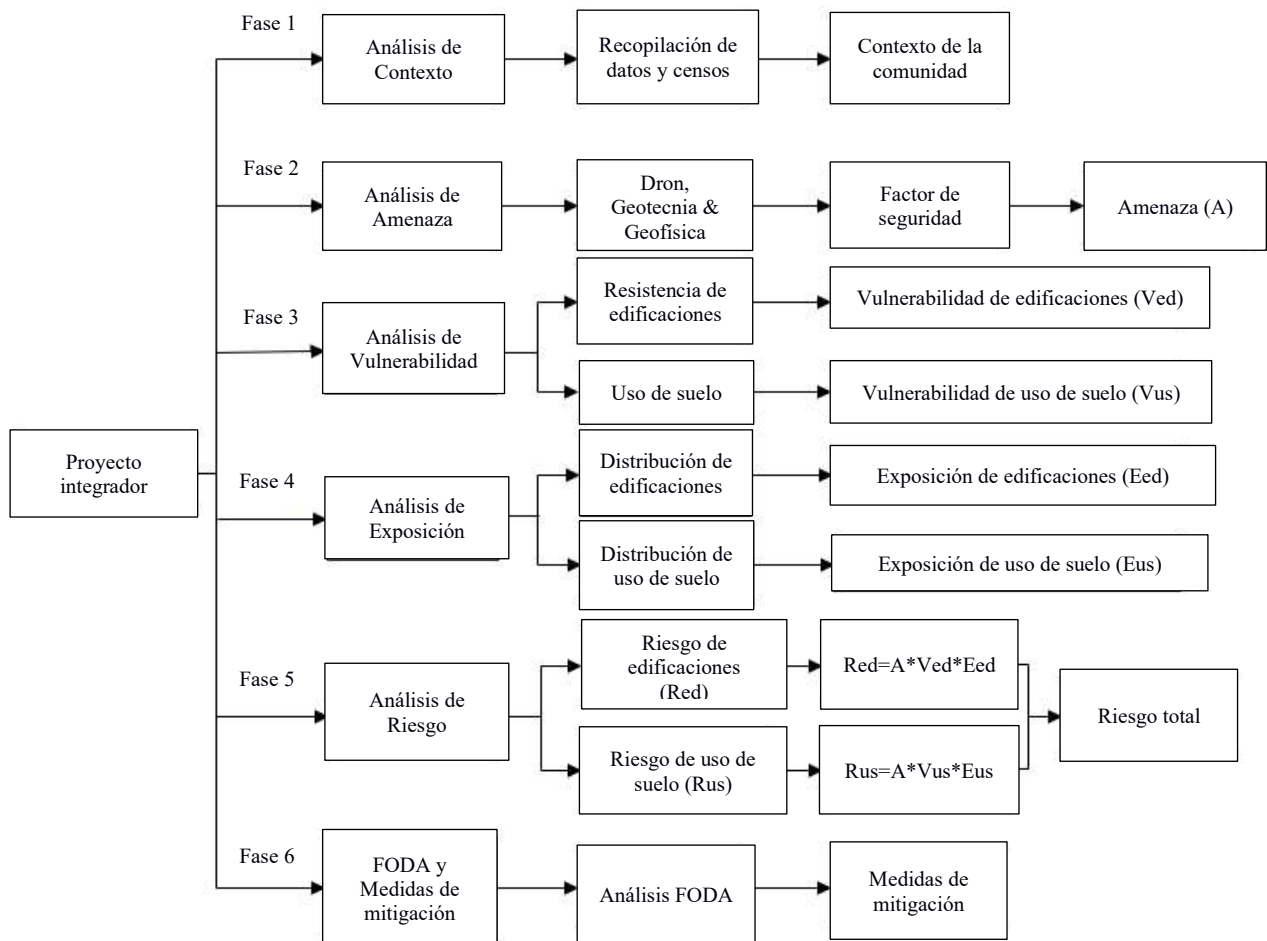 Proyecto
integrador
Fase 1
Análisis de
Contexto
Recopilación de
datos y censos
Contexto de la
comunidad
Fase 2
Análisis de
Amenaza
Dron,
Geotecnia &
Geofísica
Factor de
seguridad
Amenaza (A)
Fase 3
Análisis de
Vulnerabilidad
Resistencia de
edificaciones
Vulnerabilidad de edificaciones (Ved)
Uso de suelo
Vulnerabilidad de uso de suelo (Vus)
Fase 4
Análisis de
Exposición
Distribución de
edificaciones
Exposición de edificaciones (Eed)
Distribución de
uso de suelo
Exposición de uso de suelo (Eus)
Fase 5
Análisis de
Riesgo
Riesgo de
edificaciones
(Red)
Red=A*Ved*Eed
Riesgo de uso de
suelo (Rus)
Rus=A*Vus*Eus
Riesgo total
Fase 6
FODA y
Medidas de
mitigación
Análisis FODA
Medidas de
mitigación